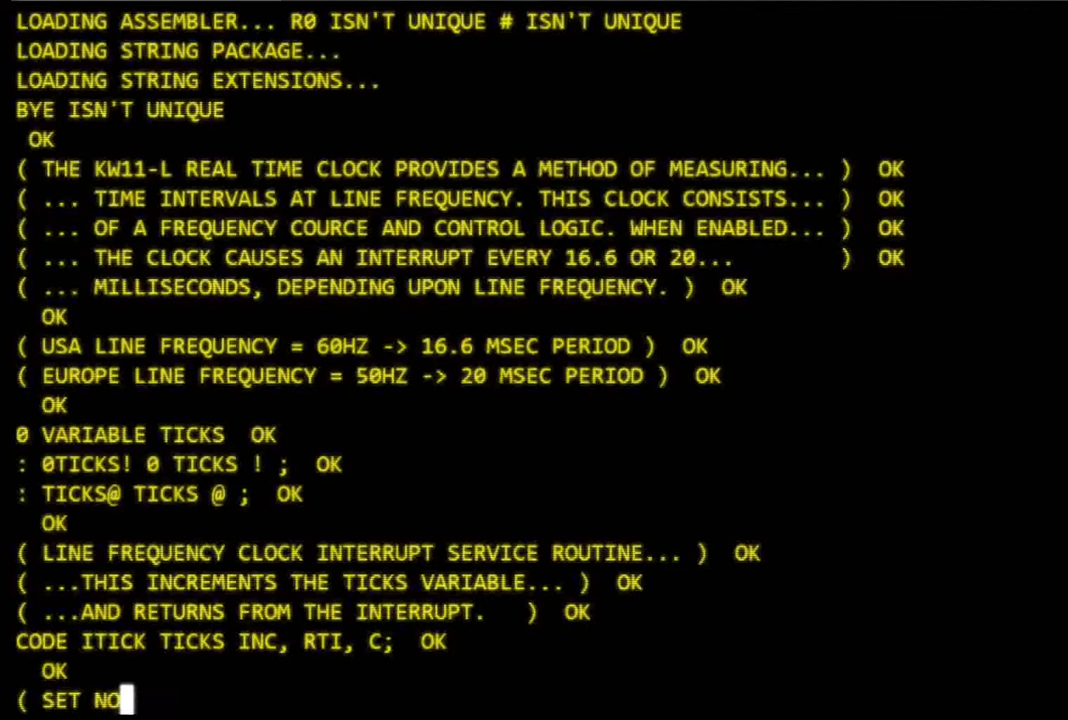 LOADING ASSEMBLER... R0 ISN'T UNIQUE # ISN'T UNIQUE
LOADING STRING PACKAGE...
LOADING STRING EXTENSIONS...
BYE ISN'T UNIQUE
OK
( THE KW11-L REAL TIME CLOCK PROVIDES A METHOD OF MEASURING... ) OK
( ... TIME INTERVALS AT LINE FREQUENCY. THIS CLOCK CONSISTS... ) OK
( ... OF A FREQUENCY COURCE AND CONTROL LOGIC. WHEN ENABLED... ) OK
( ... THE CLOCK CAUSES AN INTERRUPT EVERY 16.6 OR 20... ) OK
( ... MILLISECONDS, DEPENDING UPON LINE FREQUENCY. ) OK
OK
( USA LINE FREQUENCY = 60HZ -> 16.6 MSEC PERIOD ) OK
( EUROPE LINE FREQUENCY = 50HZ -> 20 MSEC PERIOD ) OK
OK
0 VARIABLE TICKS OK
: 0TICKS! 0 TICKS ! ; OK
: TICKS@ TICKS @ ; OK
OK
( LINE FREQUENCY CLOCK INTERRUPT SERVICE ROUTINE... ) OK
( ...THIS INCREMENTS THE TICKS VARIABLE... ) OK
( ...AND RETURNS FROM THE INTERRUPT. ) OK
CODE ITICK TICKS INC, RTI, C; OK
OK
( SET NO